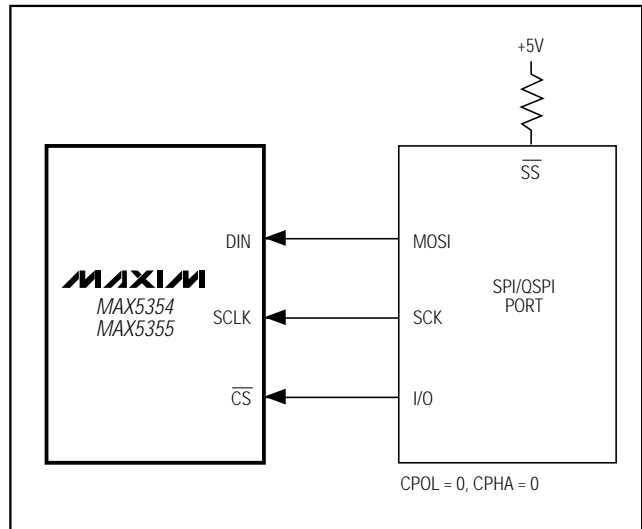 +5V
SS
DIN
MOSI
MAXIM
MAX5354
MAX5355
SPI/QSPI
PORT
SCLK
SCK
CS
I/O
CPOL = 0, CPHA = 0